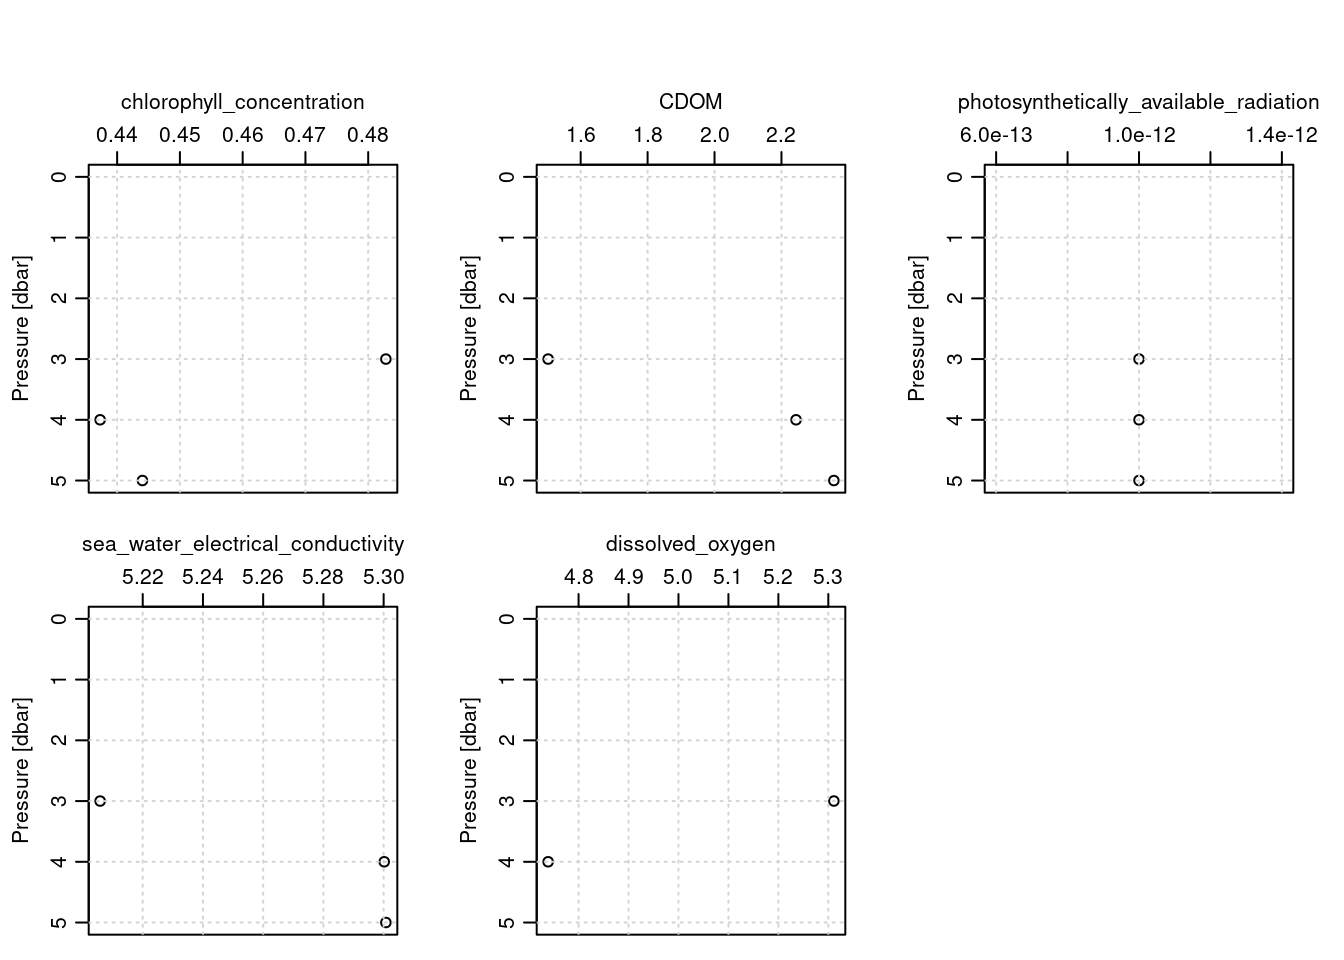 chlorophyll_concentration
0.44 0.45 0.46 0.47 0.48
Pressure [dbar]
0
1
2
3
4
5
CDOM
1.6 1.8 2.0 2.2
Pressure [dbar]
0
1
2
3
4
5
photosynthetically_available_radiation
6.0e-13 1.0e-12 1.4e-12
Pressure [dbar]
0
1
2
3
4
5
sea_water_electrical_conductivity
5.22 5.24 5.26 5.28 5.30
Pressure [dbar]
0
1
2
3
4
5
dissolved_oxygen
4.8 4.9 5.0 5.1 5.2 5.3
Pressure [dbar]
0
1
2
3
4
5